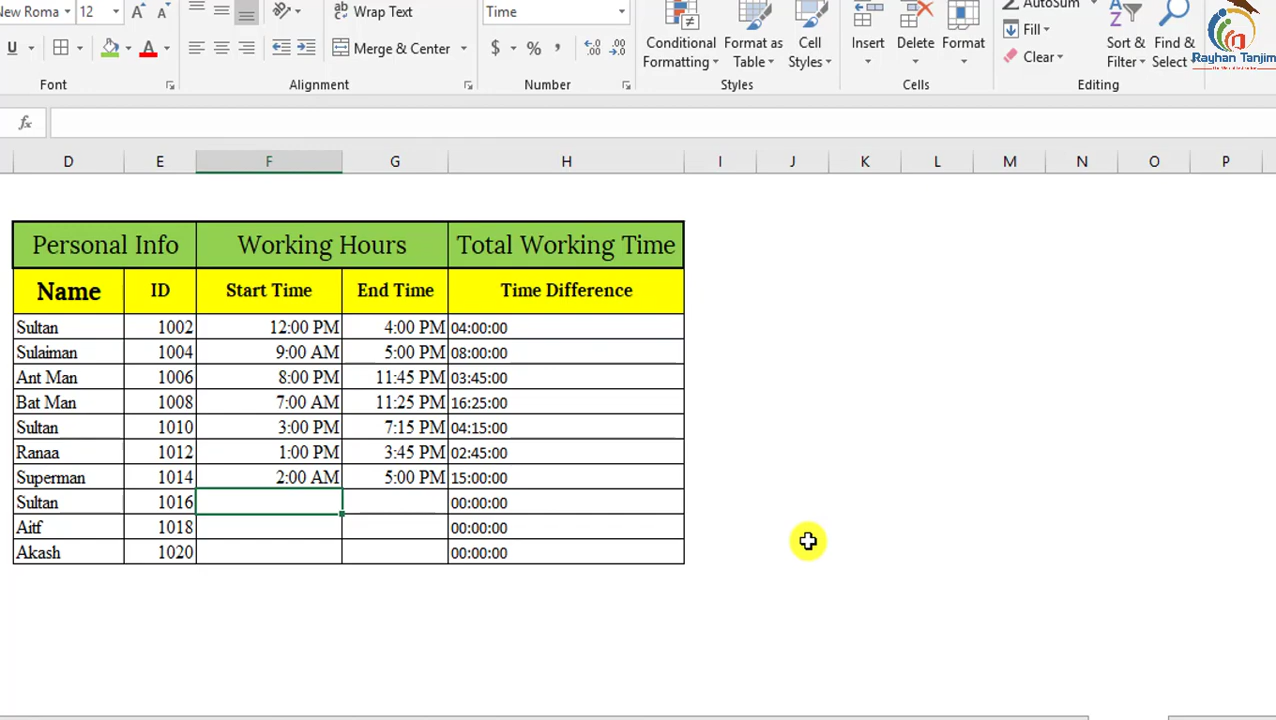 New Roma 12 Wrap Text Time AutoSum
U Merge & Center $ % , Conditional Formatting Format as Table Cell Styles Insert Delete Format Fill Clear Sort & Filter Find & Select Rayhan Tanjim
Font Alignment Number Styles Cells Editing
fx
D E F G H I J K L M N O P
Personal Info Working Hours Total Working Time
Name ID Start Time End Time Time Difference
Sultan 1002 12:00 PM 4:00 PM 04:00:00
Sulaiman 1004 9:00 AM 5:00 PM 08:00:00
Ant Man 1006 8:00 PM 11:45 PM 03:45:00
Bat Man 1008 7:00 AM 11:25 PM 16:25:00
Sultan 1010 3:00 PM 7:15 PM 04:15:00
Ranaa 1012 1:00 PM 3:45 PM 02:45:00
Superman 1014 2:00 AM 5:00 PM 15:00:00
Sultan 1016 00:00:00
Aitf 1018 00:00:00
Akash 1020 00:00:00